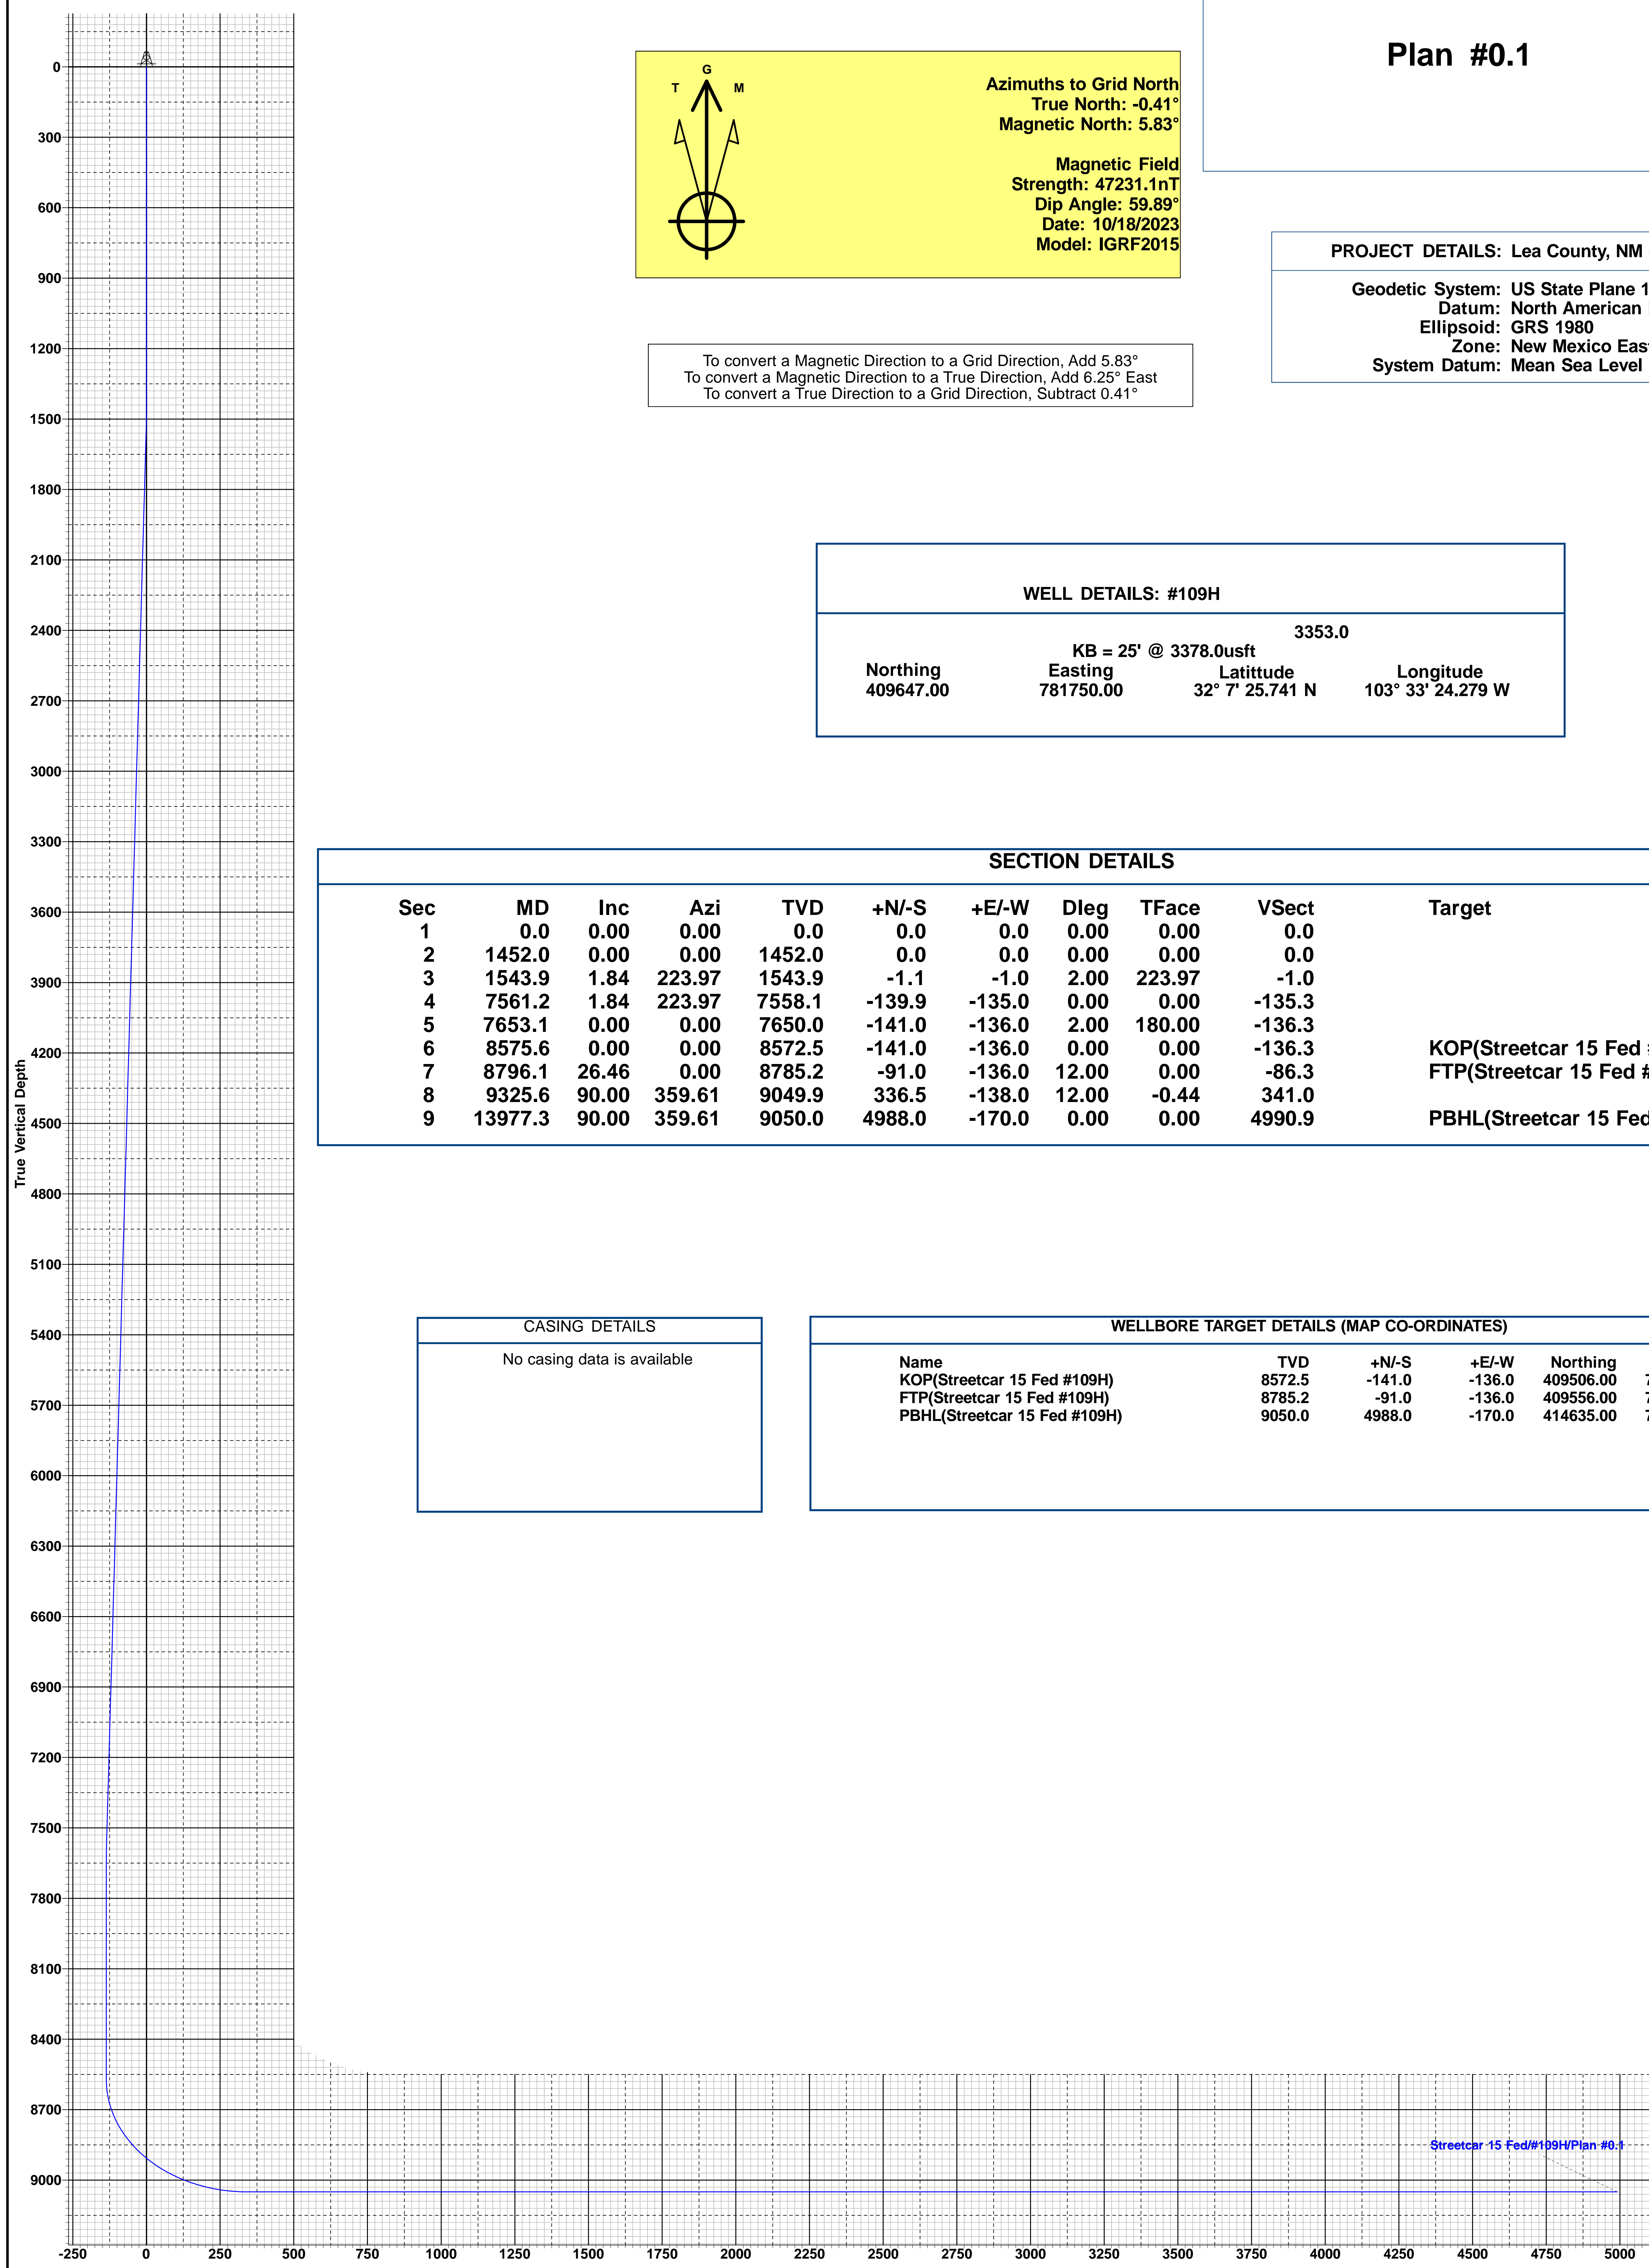 Plan #0.1
G
T M
Azimuths to Grid North
True North: -0.41°
Magnetic North: 5.83°
Magnetic Field
Strength: 47231.1nT
Dip Angle: 59.89°
Date: 10/18/2023
Model: IGRF2015
PROJECT DETAILS: Lea County, NM
Geodetic System: US State Plane 1
Datum: North American
Ellipsoid: GRS 1980
Zone: New Mexico Eas
System Datum: Mean Sea Level
To convert a Magnetic Direction to a Grid Direction, Add 5.83°
To convert a Magnetic Direction to a True Direction, Add 6.25° East
To convert a True Direction to a Grid Direction, Subtract 0.41°
WELL DETAILS: #109H
3353.0
KB = 25' @ 3378.0usft
Northing Easting Latittude Longitude
409647.00 781750.00 32° 7' 25.741 N 103° 33' 24.279 W
SECTION DETAILS
Sec MD Inc Azi TVD +N/-S +E/-W Dleg TFace VSect Target
1 0.0 0.00 0.00 0.0 0.0 0.0 0.00 0.00 0.0
2 1452.0 0.00 0.00 1452.0 0.0 0.0 0.00 0.00 0.0
3 1543.9 1.84 223.97 1543.9 -1.1 -1.0 2.00 223.97 -1.0
4 7561.2 1.84 223.97 7558.1 -139.9 -135.0 0.00 0.00 -135.3
5 7653.1 0.00 0.00 7650.0 -141.0 -136.0 2.00 180.00 -136.3
6 8575.6 0.00 0.00 8572.5 -141.0 -136.0 0.00 0.00 -136.3 KOP(Streetcar 15 Fed
7 8796.1 26.46 0.00 8785.2 -91.0 -136.0 12.00 0.00 -86.3 FTP(Streetcar 15 Fed #
8 9325.6 90.00 359.61 9049.9 336.5 -138.0 12.00 -0.44 341.0
9 13977.3 90.00 359.61 9050.0 4988.0 -170.0 0.00 0.00 4990.9 PBHL(Streetcar 15 Fed
CASING DETAILS
No casing data is available
WELLBORE TARGET DETAILS (MAP CO-ORDINATES)
Name TVD +N/-S +E/-W Northing
KOP(Streetcar 15 Fed #109H) 8572.5 -141.0 -136.0 409506.00 7
FTP(Streetcar 15 Fed #109H) 8785.2 -91.0 -136.0 409556.00 7
PBHL(Streetcar 15 Fed #109H) 9050.0 4988.0 -170.0 414635.00 7
True Vertical Depth
0
300
600
900
1200
1500
1800
2100
2400
2700
3000
3300
3600
3900
4200
4500
4800
5100
5400
5700
6000
6300
6600
6900
7200
7500
7800
8100
8400
8700
9000
Streetcar 15 Fed/#109H/Plan #0.1
-250 0 250 500 750 1000 1250 1500 1750 2000 2250 2500 2750 3000 3250 3500 3750 4000 4250 4500 4750 5000